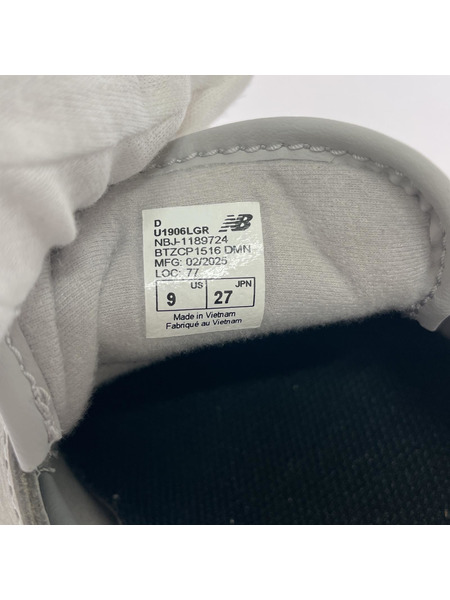 D
U1906LGR NB
NBJ-1189724
BTZCP1516 DMN
MFG: 02/2025
LOC: 77
9 US 27 JPN
Made in Vietnam
Fabriqué au Vietnam